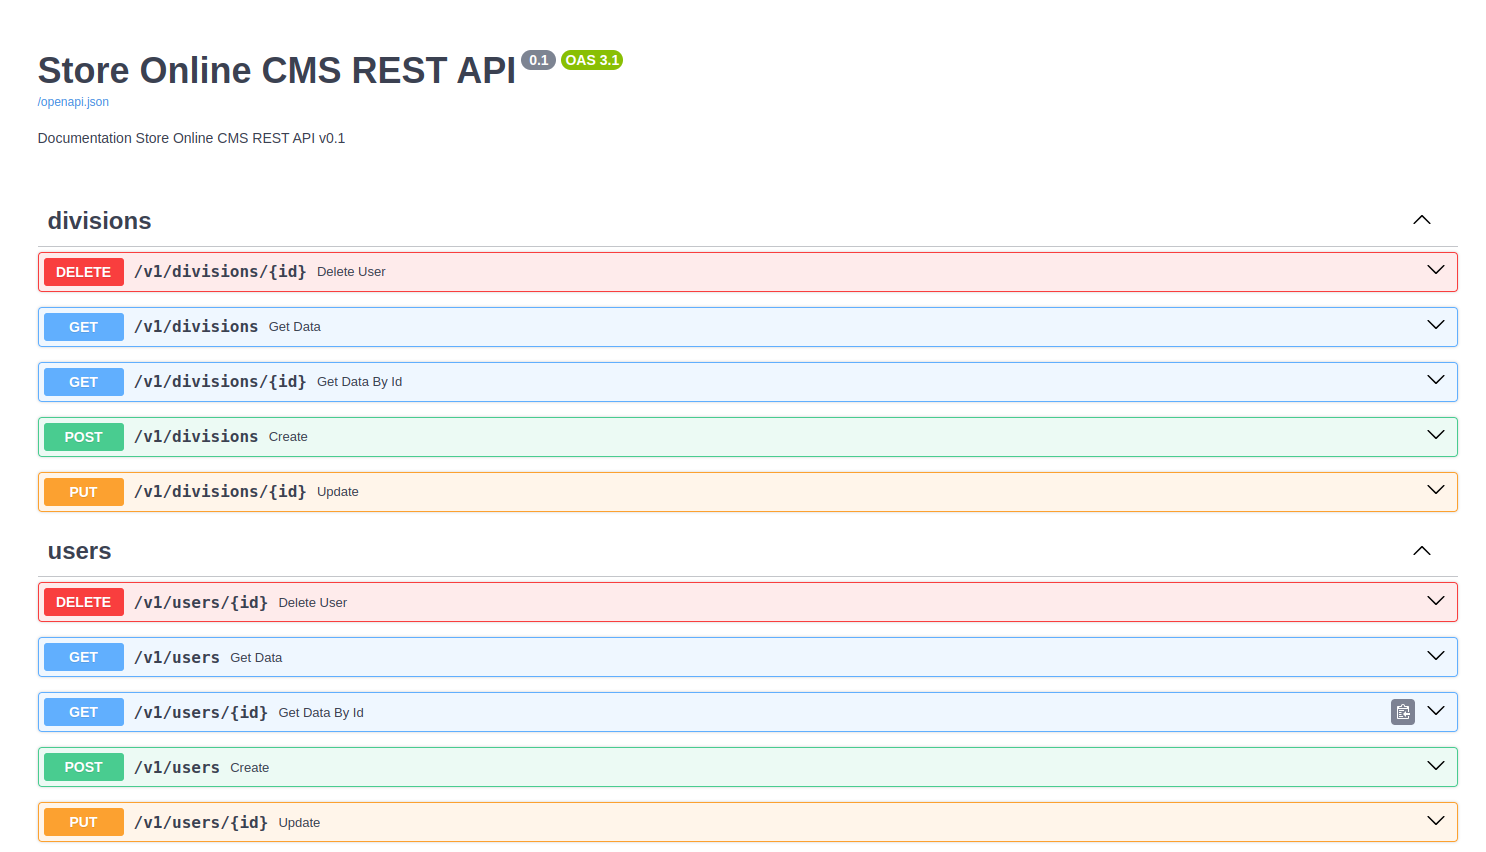 Store Online CMS REST API 0.1 OAS 3.1
/openapi.json
Documentation Store Online CMS REST API v0.1
divisions
DELETE /v1/divisions/{id} Delete User
GET /v1/divisions Get Data
GET /v1/divisions/{id} Get Data By Id
POST /v1/divisions Create
PUT /v1/divisions/{id} Update
users
DELETE /v1/users/{id} Delete User
GET /v1/users Get Data
GET /v1/users/{id} Get Data By Id
POST /v1/users Create
PUT /v1/users/{id} Update